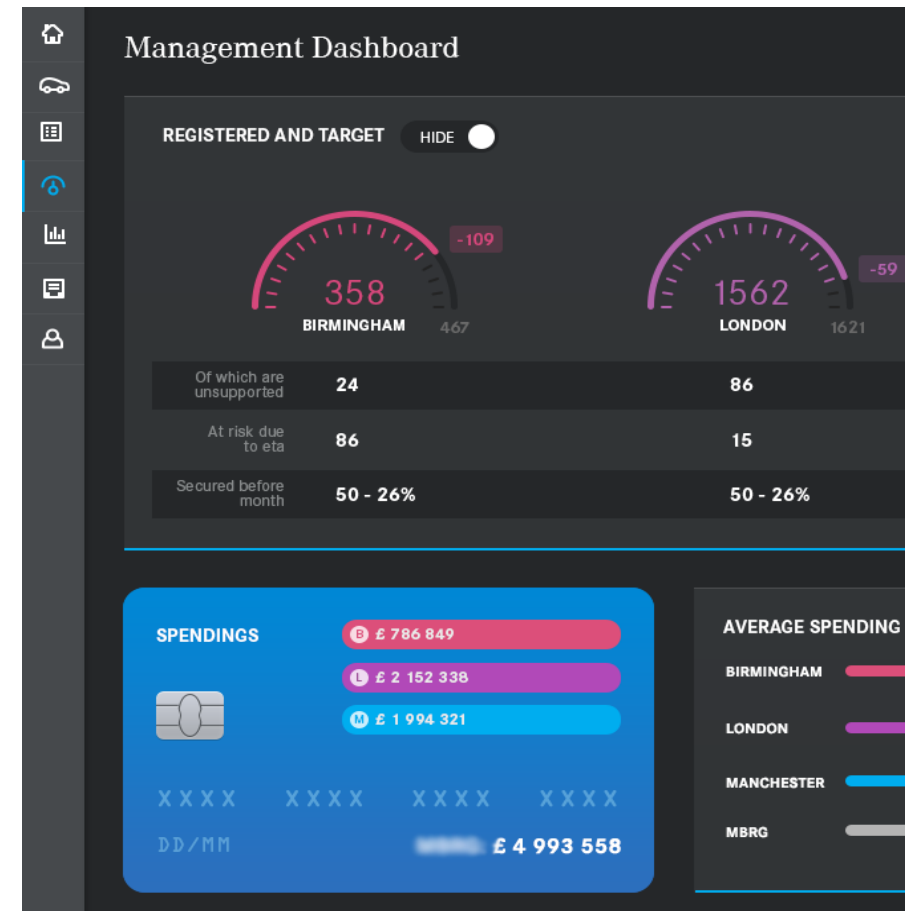 Management Dashboard
REGISTERED AND TARGET HIDE
-109
-59
358
1562
BIRMINGHAM
467
LONDON
1621
Of which are
unsupported
24
86
At risk due
to eta
86
15
Secured before
month
50 - 26%
50 - 26%
SPENDINGS
B £ 786 849
L £ 2 152 338
M £ 1 994 321
XXXX XXXX XXXX XXXX
DD/MM
£ 4 993 558
AVERAGE SPENDING
BIRMINGHAM
LONDON
MANCHESTER
MBRG